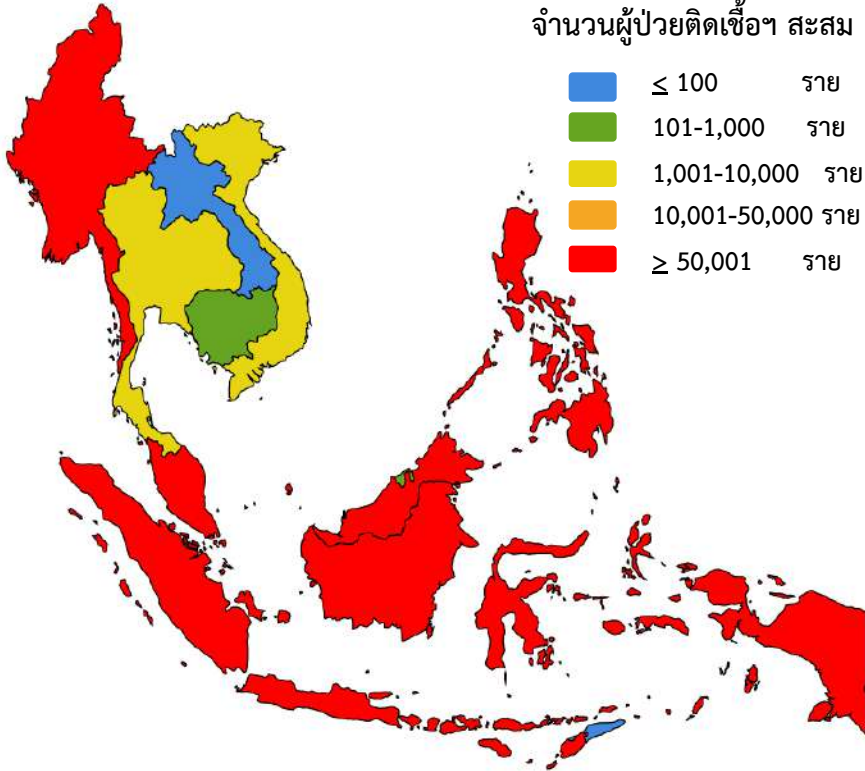 จำนวนผู้ป่วยติดเชื้อฯ สะสม
≤ 100 ราย
101-1,000 ราย
1,001-10,000 ราย
10,001-50,000 ราย
≥ 50,001 ราย